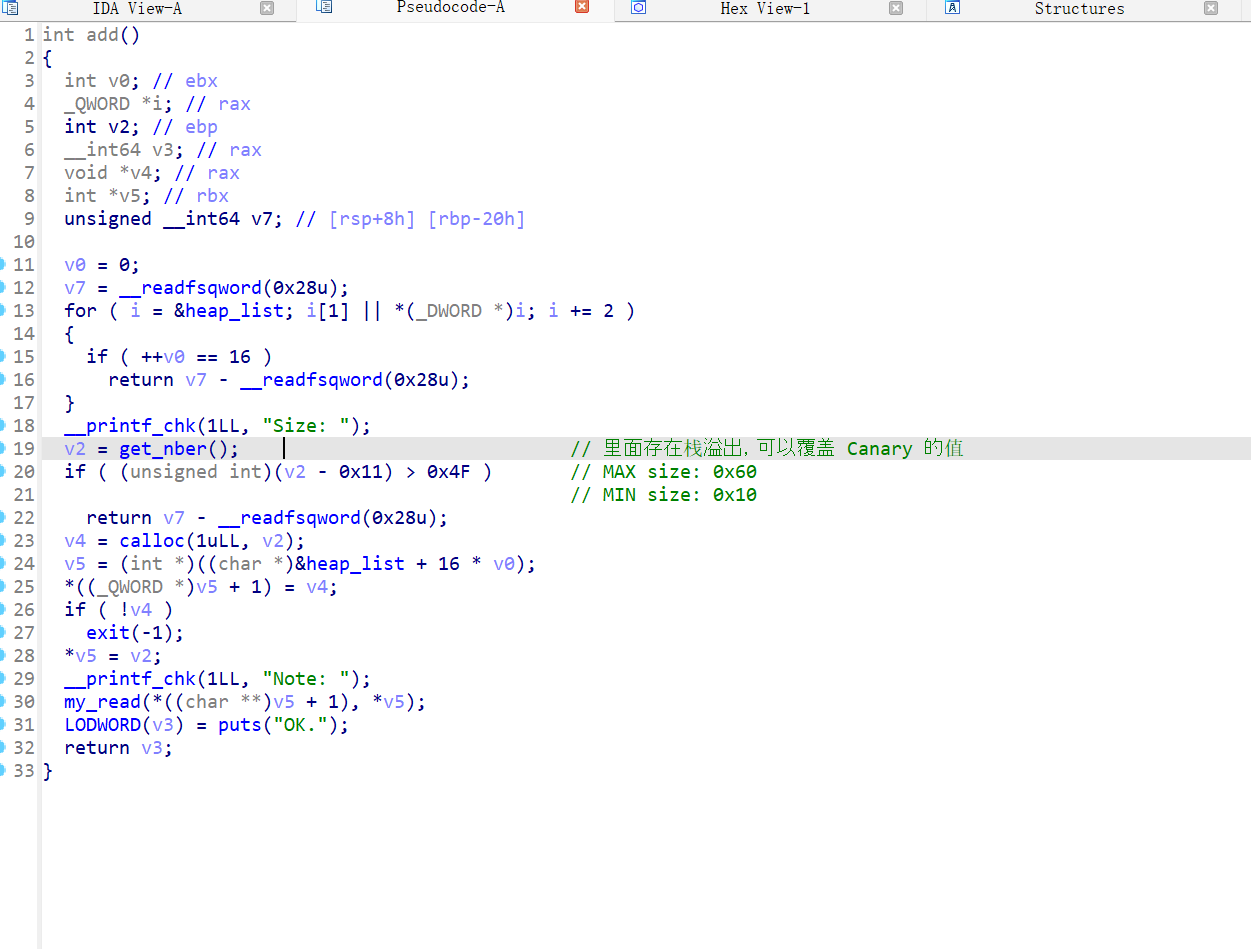 IDA View-A Pseudocode-A Hex View-1 Structures
1 int add()
2 {
3   int v0; // ebx
4   _QWORD *i; // rax
5   int v2; // ebp
6   __int64 v3; // rax
7   void *v4; // rax
8   int *v5; // rbx
9   unsigned __int64 v7; // [rsp+8h] [rbp-20h]
10
11   v0 = 0;
12   v7 = __readfsqword(0x28u);
13   for ( i = &heap_list; i[1] || *(_DWORD *)i; i += 2 )
14   {
15     if ( ++v0 == 16 )
16       return v7 - __readfsqword(0x28u);
17   }
18   __printf_chk(1LL, "Size: ");
19   v2 = get_nber(); // 里面存在栈溢出，可以覆盖 Canary 的值
20   if ( (unsigned int)(v2 - 0x11) > 0x4F ) // MAX size: 0x60
21 // MIN size: 0x10
22     return v7 - __readfsqword(0x28u);
23   v4 = calloc(1uLL, v2);
24   v5 = (int *)((char *)&heap_list + 16 * v0);
25   *((_QWORD *)v5 + 1) = v4;
26   if ( !v4 )
27     exit(-1);
28   *v5 = v2;
29   __printf_chk(1LL, "Note: ");
30   my_read(*((char **)v5 + 1), *v5);
31   LODWORD(v3) = puts("OK.");
32   return v3;
33 }